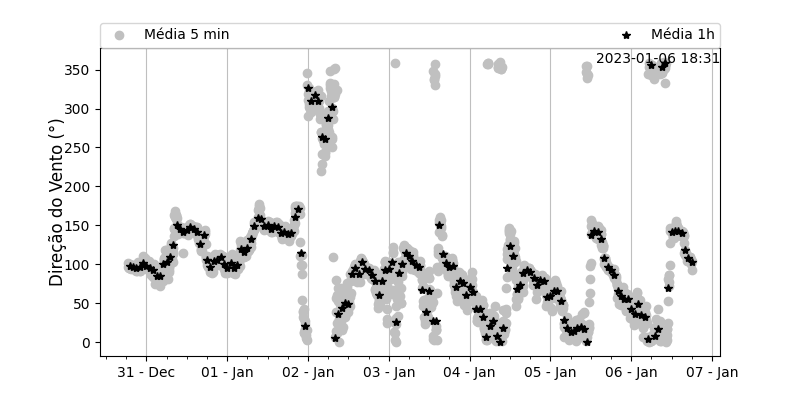 Média 5 min
Média 1h
2023-01-06 18:31
Direção do Vento (°)
350
300
250
200
150
100
50
0
31 - Dec
01 - Jan
02 - Jan
03 - Jan
04 - Jan
05 - Jan
06 - Jan
07 - Jan